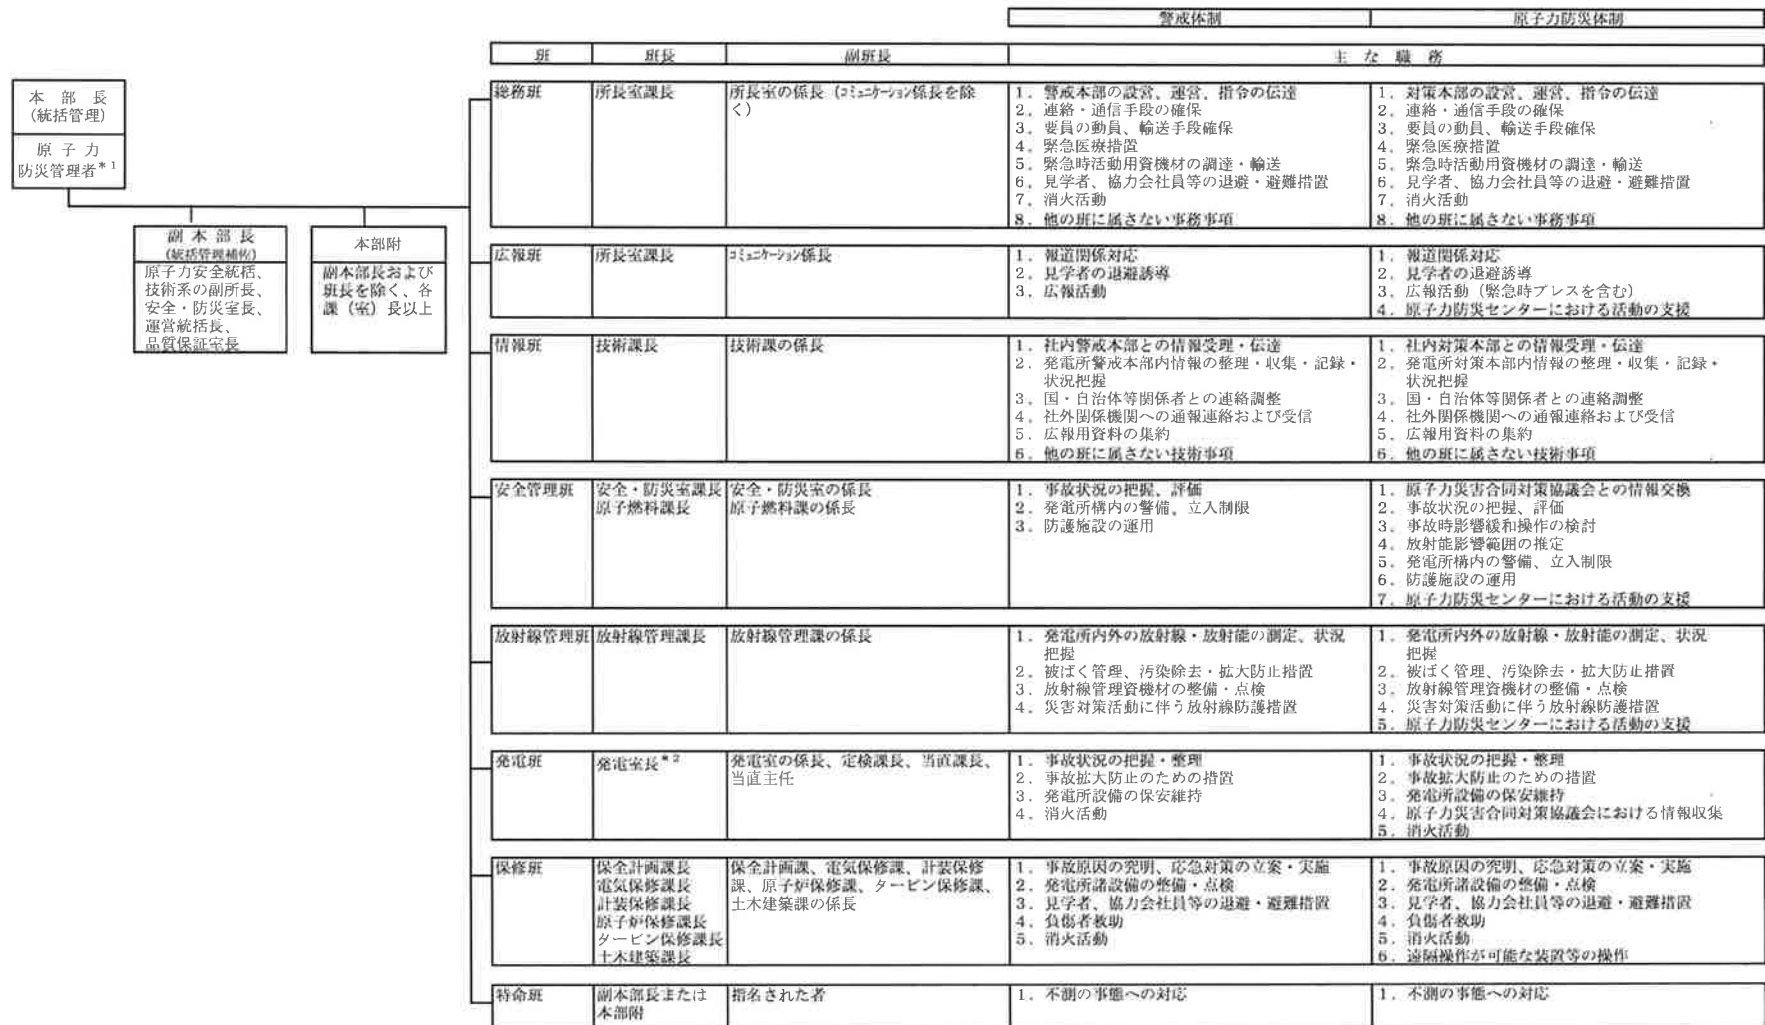 警戒体制 原子力防災体制
班 班長 副班長 主な職務
本部長
(統括管理)
原子力
防災管理者*1
副本部長
(統括管理補佐)
原子力安全統括、
技術系の副所長、
安全・防災室長、
運営統括長、
品質保証室長
本部附
副本部長および
班長を除く、各
課(室)長以上
総務班
所長室課長
所長室の係長(コミュニケーション係長を除
く)
1.警戒本部の設営、運営、指令の伝達
2.連絡・通信手段の確保
3.要員の動員、輸送手段確保
4.緊急医療措置
5.緊急時活動用資機材の調達・輸送
6.見学者、協力会社員等の退避・避難措置
7.消火活動
8.他の班に属さない事務事項
1.対策本部の設営、運営、指令の伝達
2.連絡・通信手段の確保
3.要員の動員、輸送手段確保
4.緊急医療措置
5.緊急時活動用資機材の調達・輸送
6.見学者、協力会社員等の退避・避難措置
7.消火活動
8.他の班に属さない事務事項
広報班
所長室課長
コミュニケーション係長
1.報道関係対応
2.見学者の退避誘導
3.広報活動
1.報道関係対応
2.見学者の退避誘導
3.広報活動(緊急時プレスを含む)
4.原子力防災センターにおける活動の支援
情報班
技術課長
技術課の係長
1.社内警戒本部との情報受理・伝達
2.発電所警戒本部内情報の整理・収集・記録・
状況把握
3.国・自治体等関係者との連絡調整
4.社外関係機関への通報連絡および受信
5.広報用資料の集約
6.他の班に属さない技術事項
1.社内対策本部との情報受理・伝達
2.発電所対策本部内情報の整理・収集・記録・
状況把握
3.国・自治体等関係者との連絡調整
4.社外関係機関への通報連絡および受信
5.広報用資料の集約
6.他の班に属さない技術事項
安全管理班
安全・防災室課長
原子燃料課長
安全・防災室の係長
原子燃料課の係長
1.事故状況の把握、評価
2.発電所構内の警備、立入制限
3.防護施設の運用
1.原子力災害合同対策協議会との情報交換
2.事故状況の把握、評価
3.事故時影響緩和操作の検討
4.放射能影響範囲の推定
5.発電所構内の警備、立入制限
6.防護施設の運用
7.原子力防災センターにおける活動の支援
放射線管理班
放射線管理課長
放射線管理課の係長
1.発電所内外の放射線・放射能の測定、状況
把握
2.被ばく管理、汚染除去・拡大防止措置
3.放射線管理資機材の整備・点検
4.災害対策活動に伴う放射線防護措置
1.発電所内外の放射線・放射能の測定、状況
把握
2.被ばく管理、汚染除去・拡大防止措置
3.放射線管理資機材の整備・点検
4.災害対策活動に伴う放射線防護措置
5.原子力防災センターにおける活動の支援
発電班
発電室長*2
発電室の係長、定検課長、当直課長、
当直主任
1.事故状況の把握・整理
2.事故拡大防止のための措置
3.発電所設備の保安維持
4.消火活動
1.事故状況の把握・整理
2.事故拡大防止のための措置
3.発電所設備の保安維持
4.原子力災害合同対策協議会における情報収集
5.消火活動
保修班
保全計画課長
電気保修課長
計装保修課長
原子炉保修課長
タービン保修課長
土木建築課長
保全計画課、電気保修課、計装保修
課、原子炉保修課、タービン保修課、
土木建築課の係長
1.事故原因の究明、応急対策の立案・実施
2.発電所諸設備の整備・点検
3.見学者、協力会社員等の退避・避難措置
4.負傷者救助
5.消火活動
1.事故原因の究明、応急対策の立案・実施
2.発電所諸設備の整備・点検
3.見学者、協力会社員等の退避・避難措置
4.負傷者救助
5.消火活動
6.遠隔操作が可能な装置等の操作
特命班
副本部長または
本部附
指名された者
1.不測の事態への対応
1.不測の事態への対応